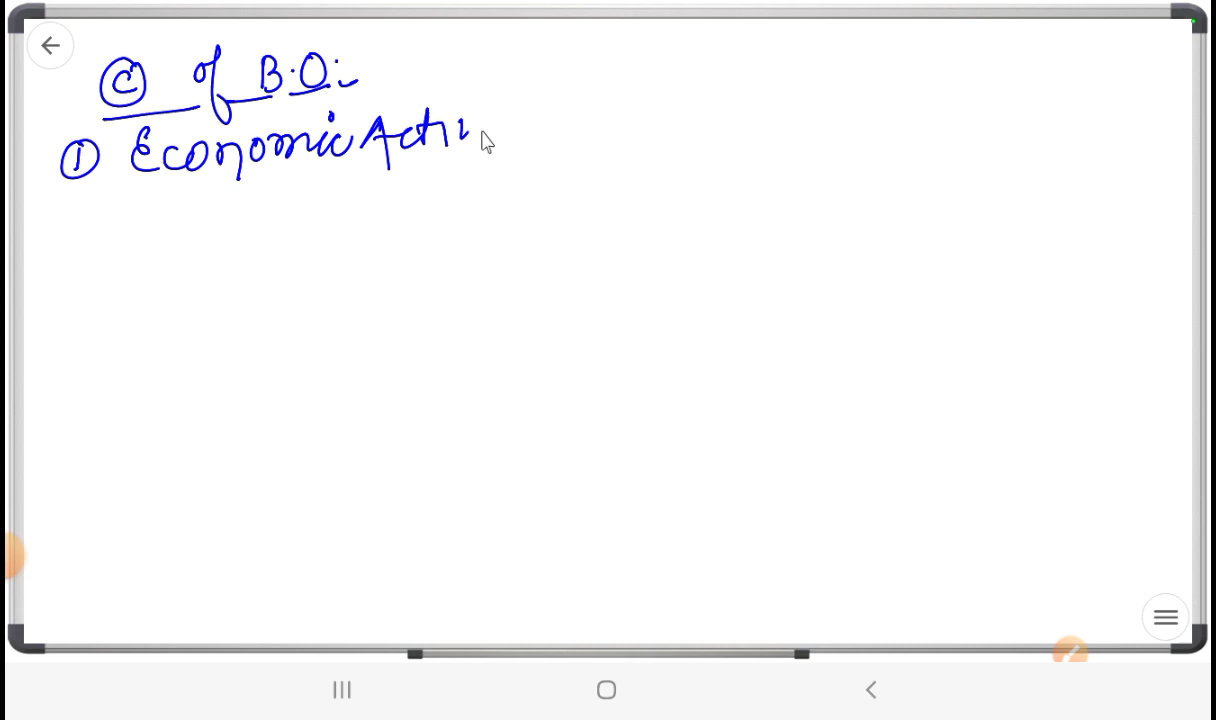 © of B.O:-
① Economic Acti